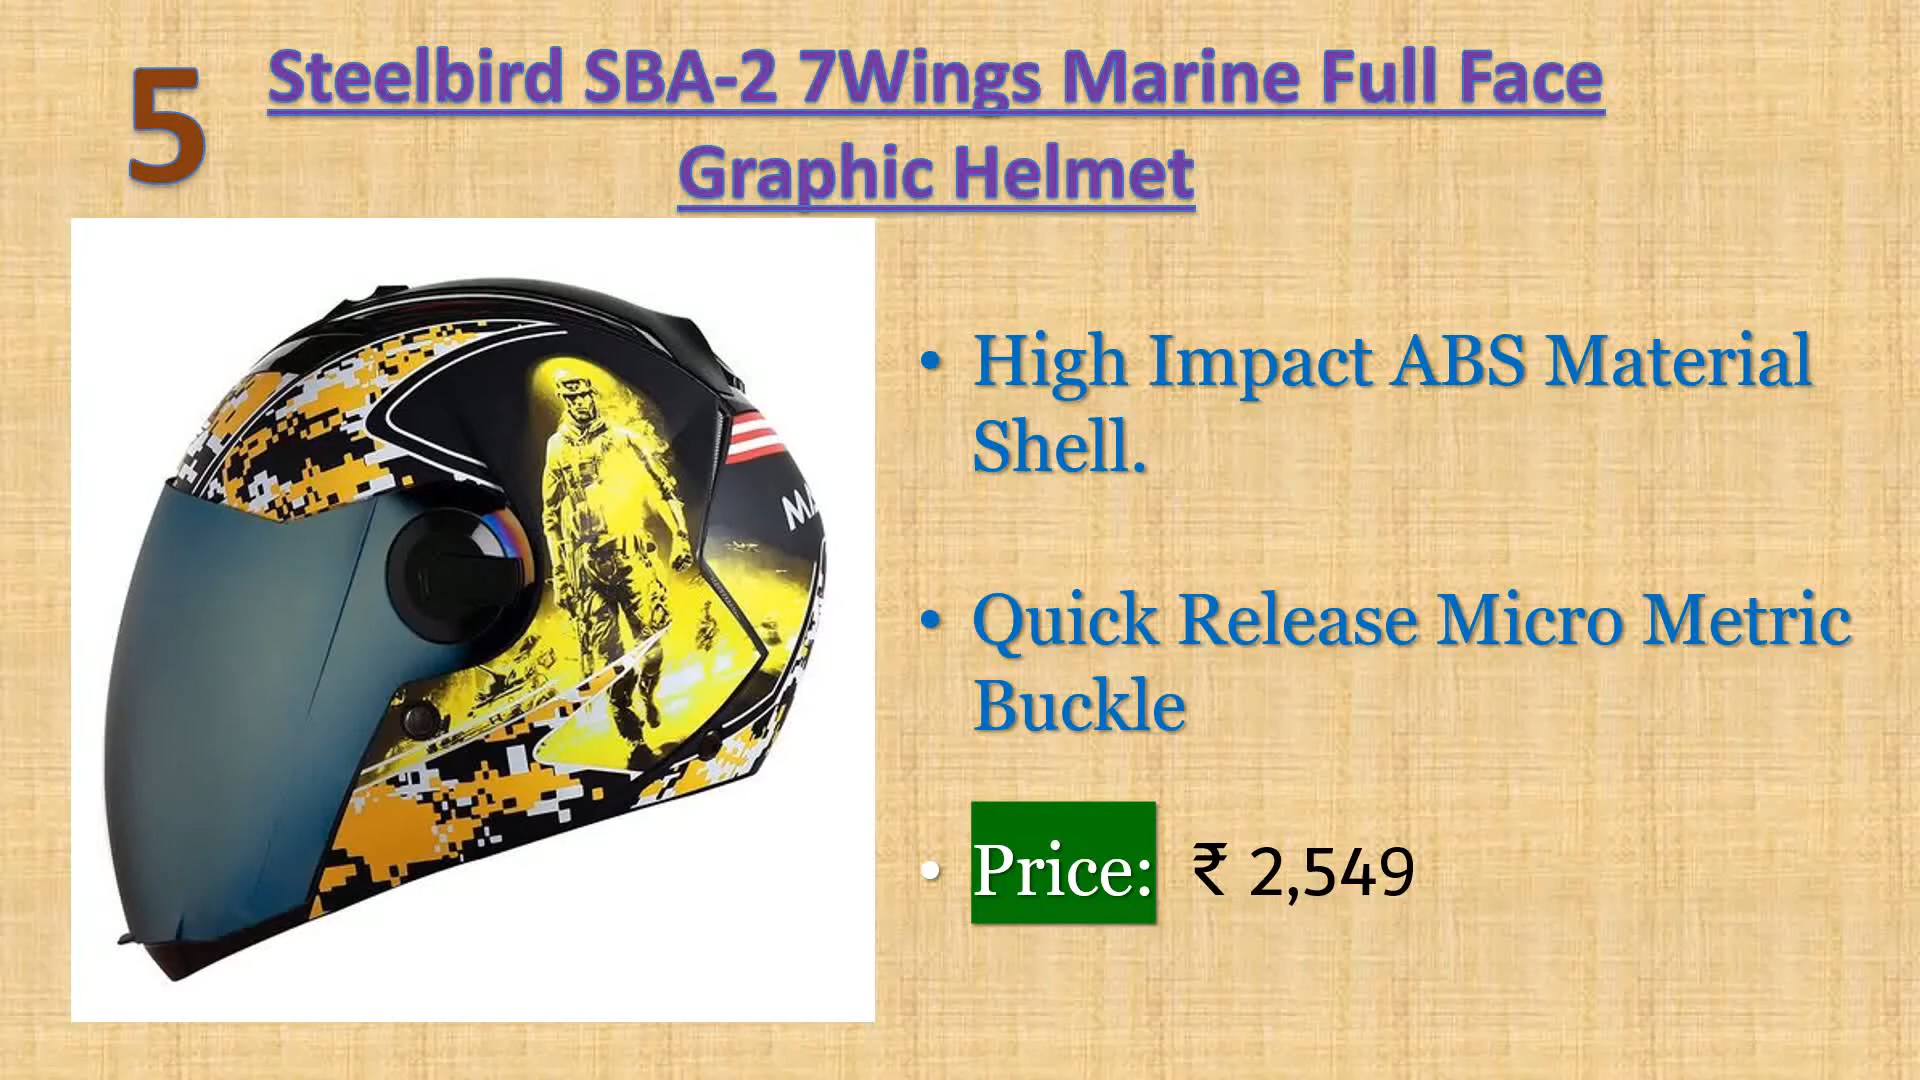 5
Steelbird SBA-2 7Wings Marine Full Face
Graphic Helmet
• High Impact ABS Material
Shell.
• Quick Release Micro Metric
Buckle
• Price: ₹ 2,549
MA